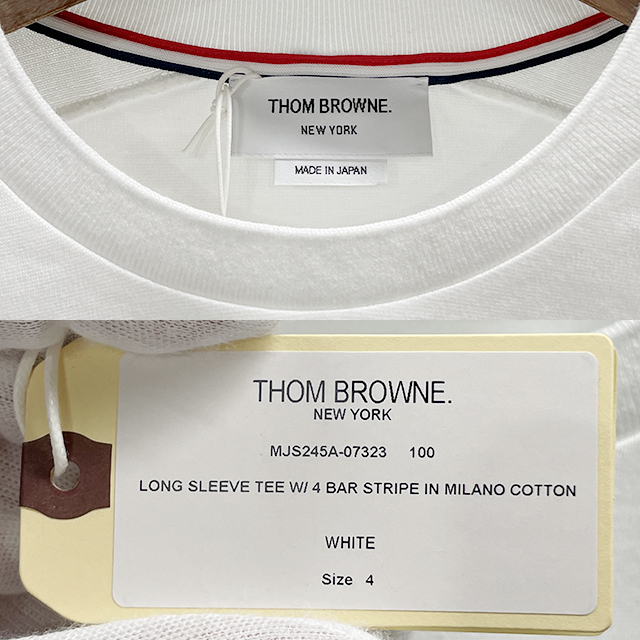 THOM BROWNE.
NEW YORK
MADE IN JAPAN
THOM BROWNE.
NEW YORK
MJS245A-07323 100
LONG SLEEVE TEE W/ 4 BAR STRIPE IN MILANO COTTON
WHITE
Size 4